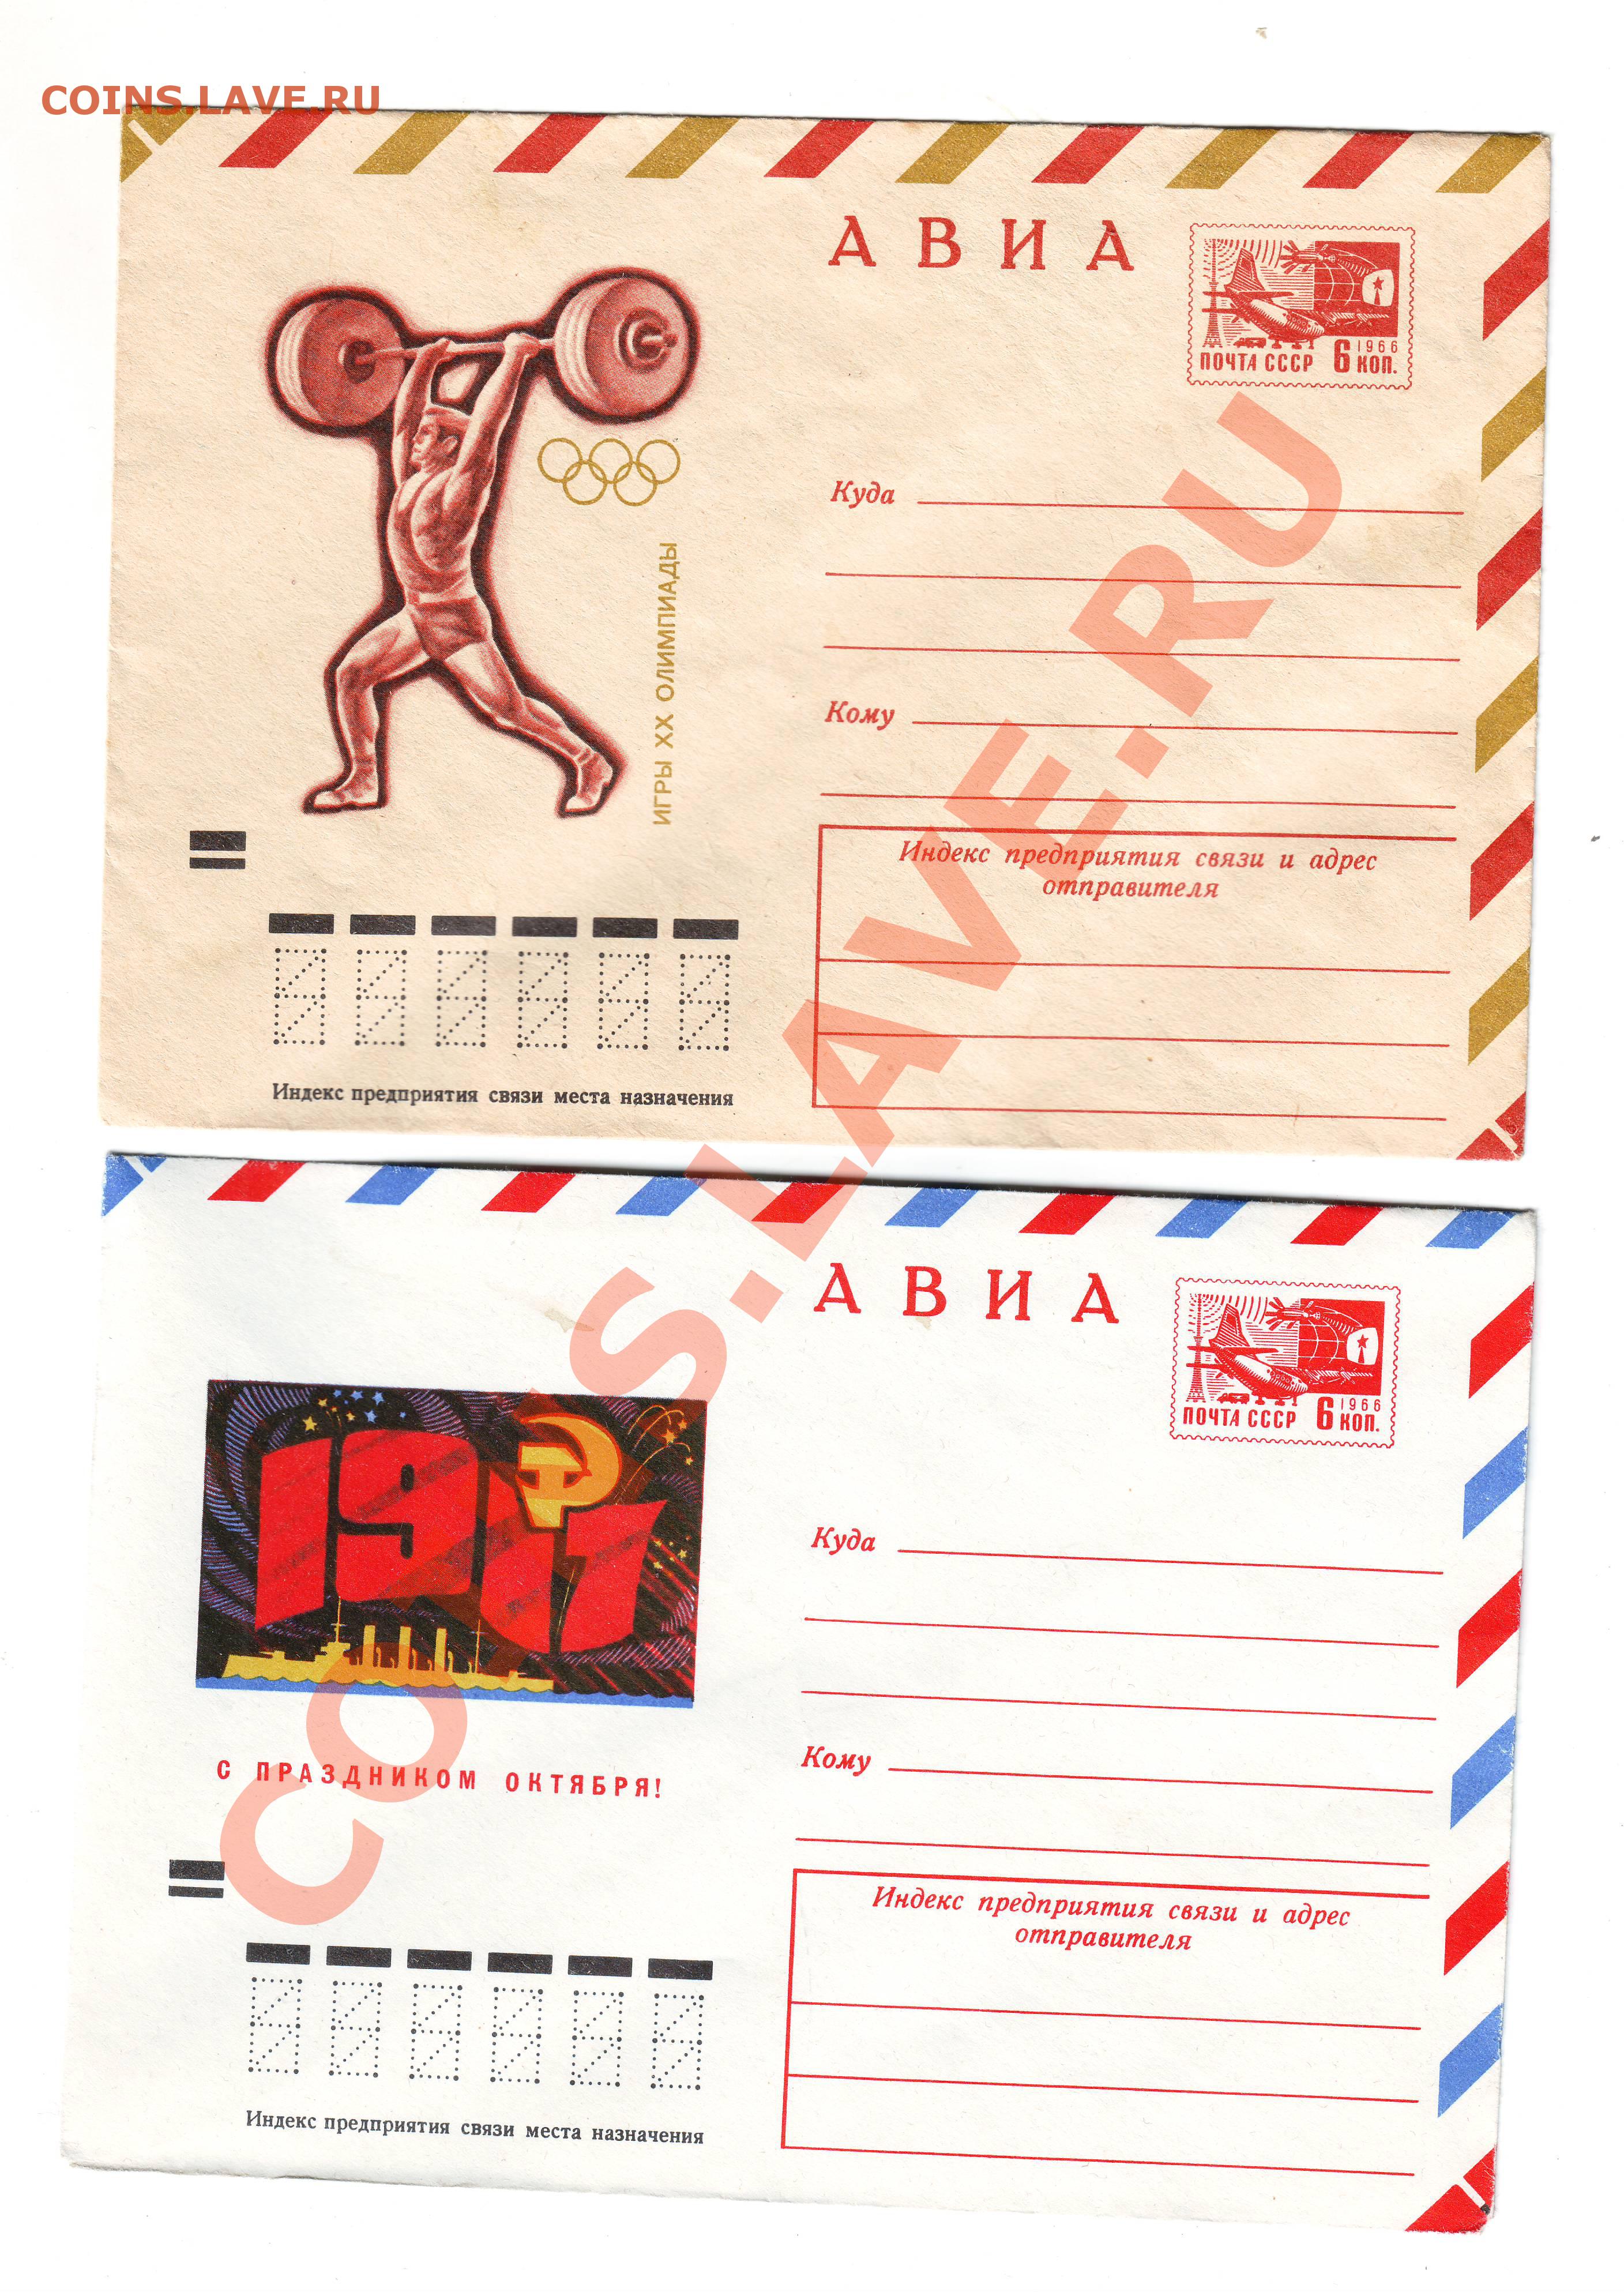 COINS.LAVE.RU
АВИА
1966
ПОЧТА СССР 6 КОП.
Куда
ИГРЫ XX ОЛИМПИАДЫ
Кому
Индекс предприятия связи и адрес
отправителя
Индекс предприятия связи места назначения
АВИА
1966
ПОЧТА СССР 6 КОП.
1917
Куда
С ПРАЗДНИКОМ ОКТЯБРЯ!
Кому
Индекс предприятия связи и адрес
отправителя
Индекс предприятия связи места назначения
COINS.LAVE.RU